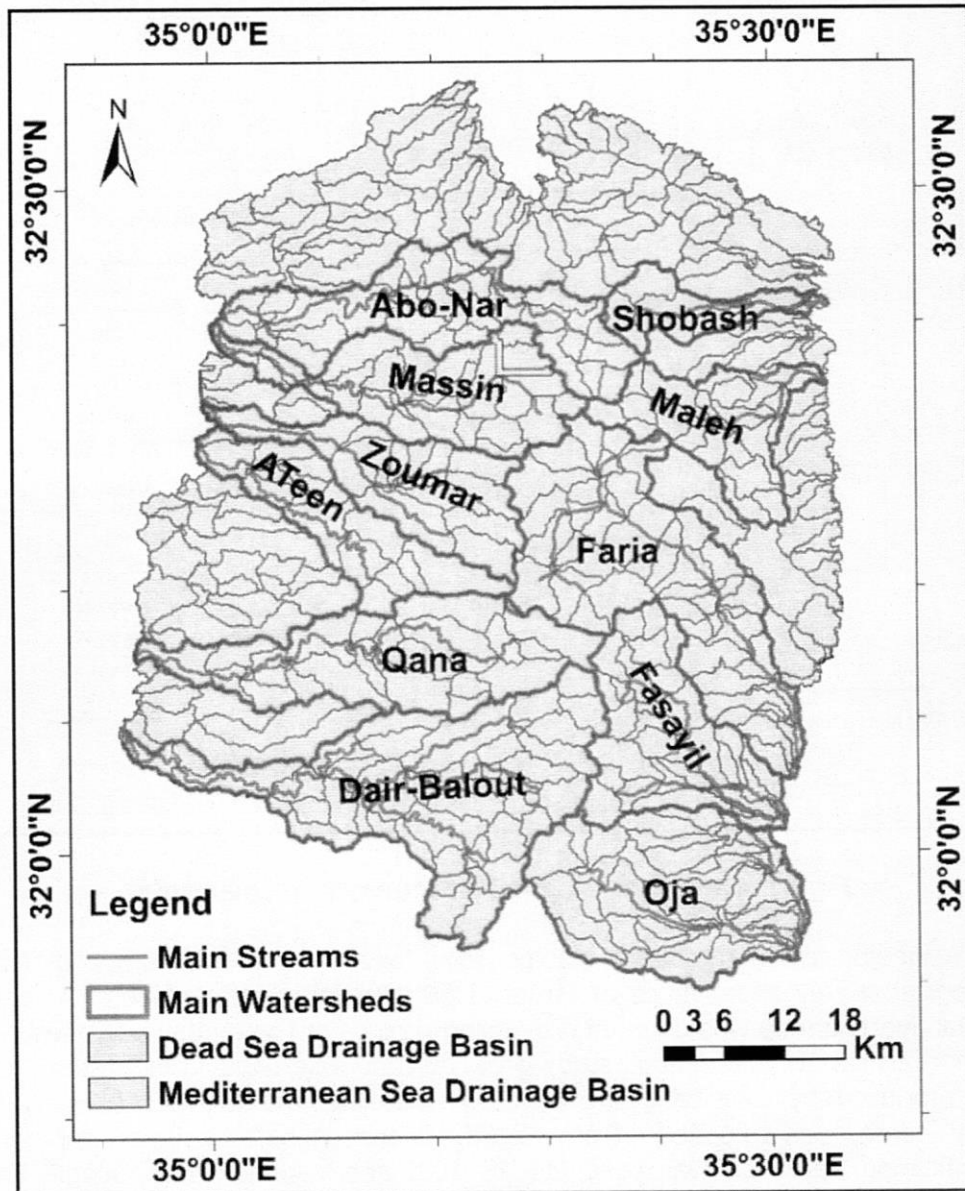 35°0'0"E
35°30'0"E
N
32°30'0"N
32°30'0"N
Abo-Nar
Shobash
Massin
Maleh
Zoumar
ATeen
Faria
Qana
Fasayil
Dair-Balout
32°0'0"N
32°0'0"N
Oja
Legend
Main Streams
Main Watersheds
0 3 6 12 18
Km
Dead Sea Drainage Basin
Mediterranean Sea Drainage Basin
35°0'0"E
35°30'0"E